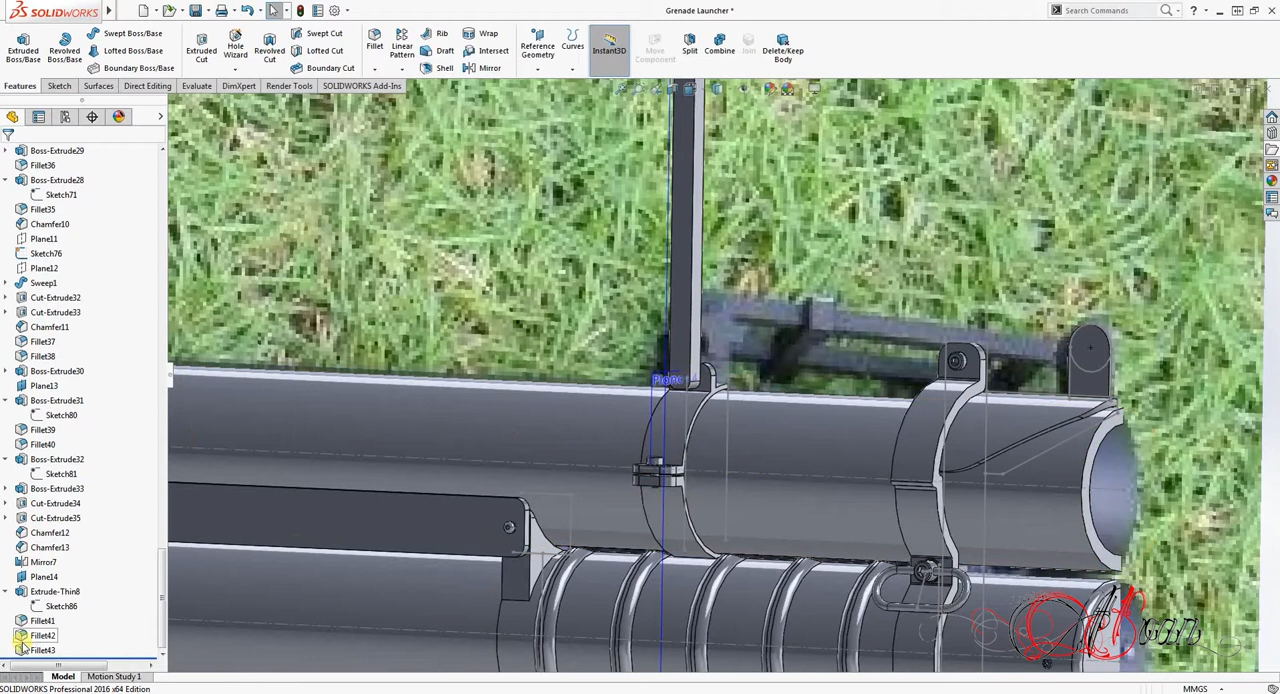 SOLIDWORKS
Grenade Launcher *
Search Commands
Extruded Boss/Base
Revolved Boss/Base
Swept Boss/Base
Lofted Boss/Base
Boundary Boss/Base
Extruded Cut
Hole Wizard
Revolved Cut
Swept Cut
Lofted Cut
Boundary Cut
Fillet
Linear Pattern
Rib
Draft
Shell
Wrap
Intersect
Mirror
Reference Geometry
Curves
Instant3D
Move Component
Split
Combine
Join
Delete/Keep Body
Features
Sketch
Surfaces
Direct Editing
Evaluate
DimXpert
Render Tools
SOLIDWORKS Add-Ins
Boss-Extrude29
Fillet36
Boss-Extrude28
Sketch71
Fillet35
Chamfer10
Plane11
Sketch76
Plane12
Sweep1
Cut-Extrude32
Cut-Extrude33
Chamfer11
Fillet37
Fillet38
Boss-Extrude30
Plane13
Boss-Extrude31
Sketch80
Fillet39
Fillet40
Boss-Extrude32
Sketch81
Boss-Extrude33
Cut-Extrude34
Cut-Extrude35
Chamfer12
Chamfer13
Mirror7
Plane14
Extrude-Thin8
Sketch86
Fillet41
Fillet42
Fillet43
Model
Motion Study 1
SOLIDWORKS Professional 2016 x64 Edition
MMGS